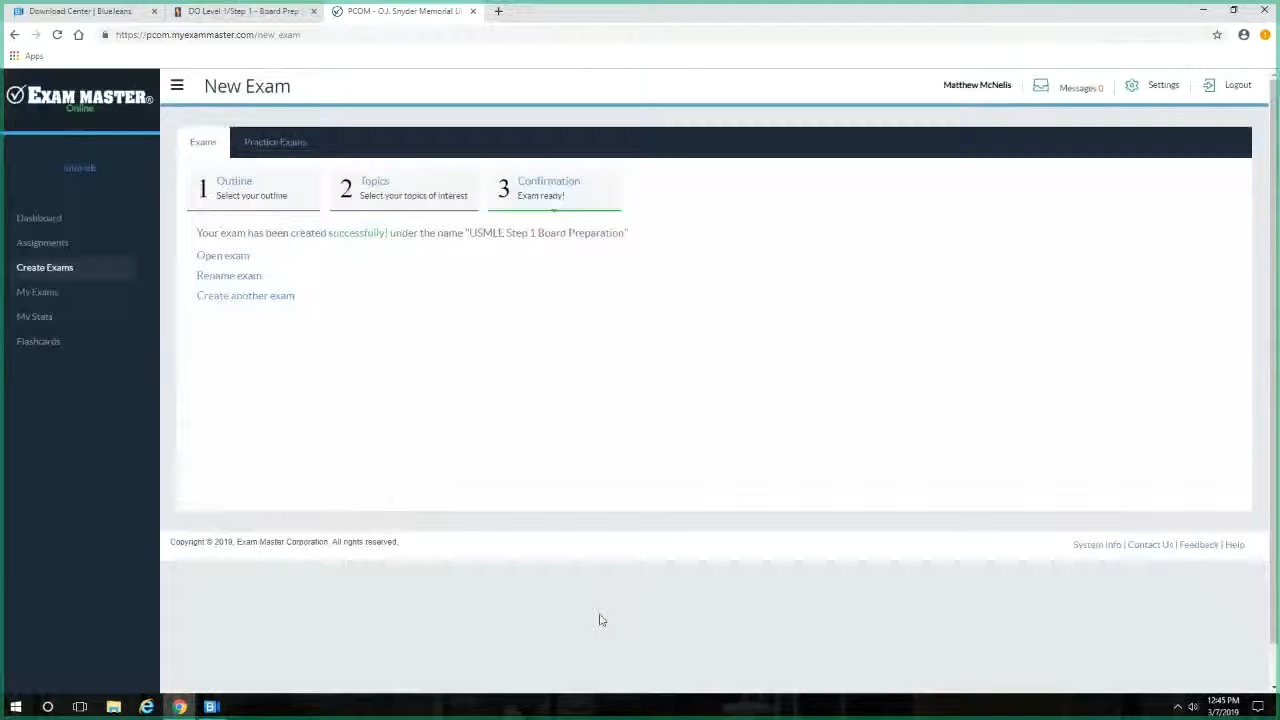 Download Center | BlueJeans
DO Level 1/Step 1 - Board Prep
PCOM - O.J. Snyder Memorial Li
https://pcom.myexammaster.com/new_exam
Apps
EXAM MASTER®
Online
New Exam
Matthew McNelis
Messages 0
Settings
Logout
Exams
Practice Exams
1 Outline
Select your outline
2 Topics
Select your topics of interest
3 Confirmation
Exam ready!
Dashboard
Assignments
Create Exams
My Exams
My Stats
Flashcards
Your exam has been created successfully! under the name "USMLE Step 1 Board Preparation"
Open exam
Rename exam
Create another exam
Copyright © 2019, Exam Master Corporation. All rights reserved.
System Info | Contact Us | Feedback | Help
12:45 PM
3/7/2019